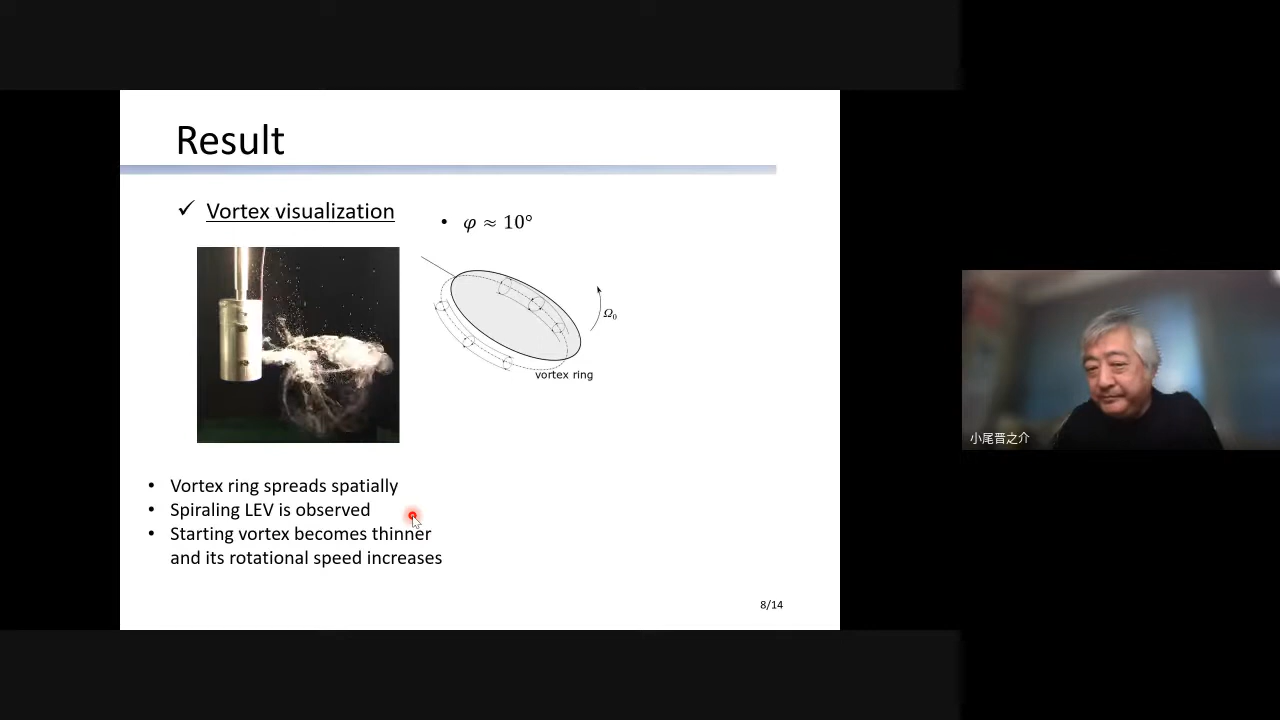 Result
✓ Vortex visualization
• φ ≈ 10°
Ω₀
vortex ring
• Vortex ring spreads spatially
• Spiraling LEV is observed
• Starting vortex becomes thinner
and its rotational speed increases
8/14
小尾晋之介